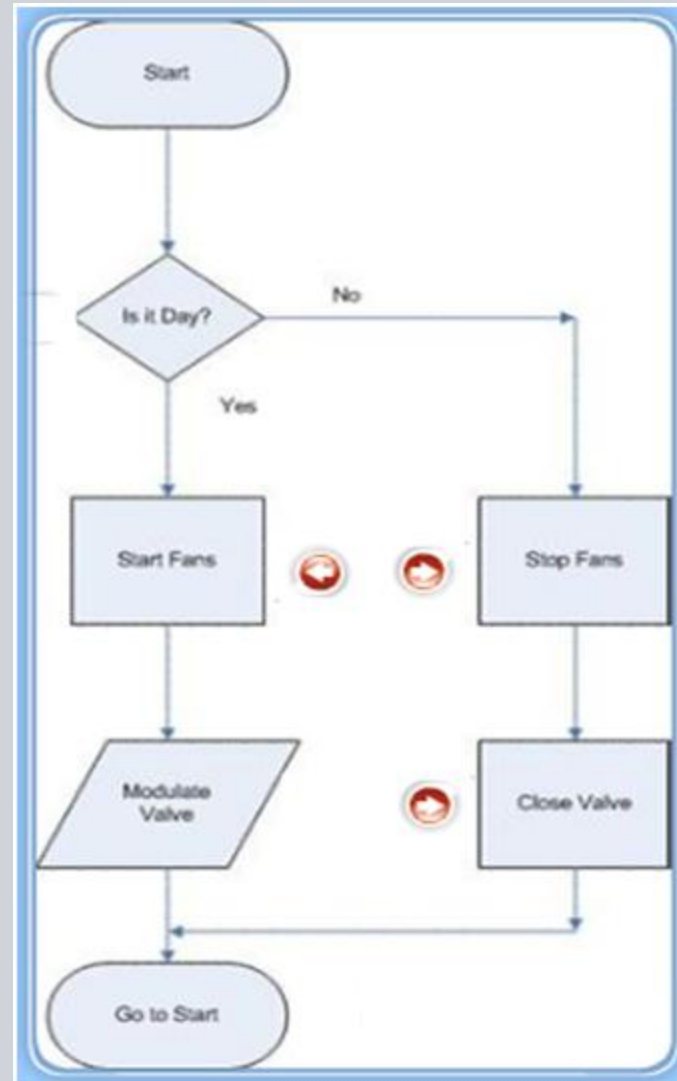 Start
Is it Day?
No
Yes
Start Fans
Stop Fans
Modulate
Valve
Close Valve
Go to Start